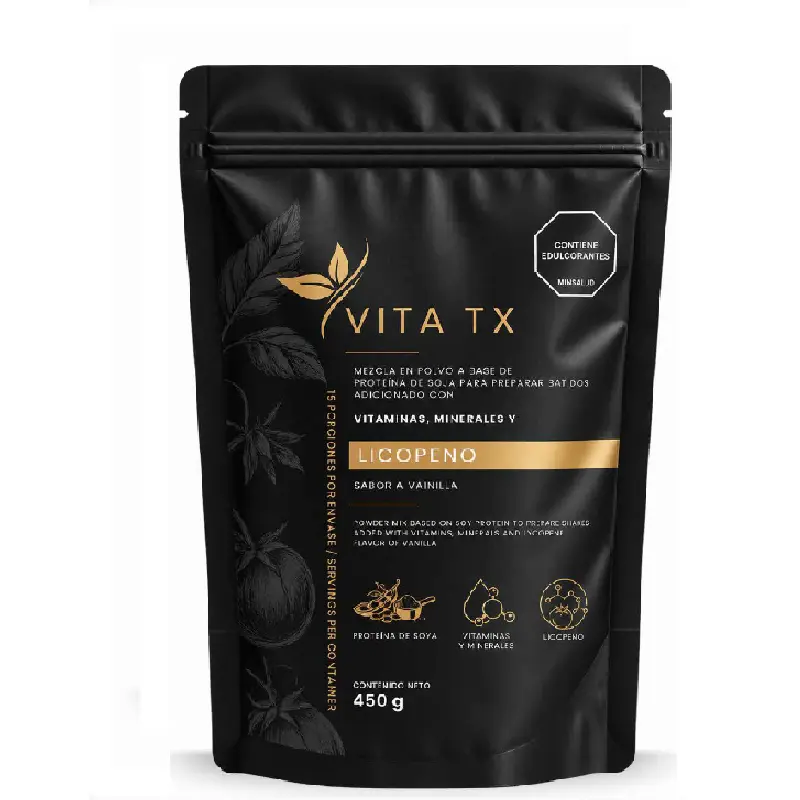 CONTIENE
EDULCORANTES
MINSALUD
VITA TX
MEZCLA EN POLVO A BASE DE
PROTEÍNA DE SOJA PARA PREPARAR BATIDOS
ADICIONADO CON
VITAMINAS, MINERALES Y
LICOPENO
SABOR A VAINILLA
POWDER MIX BASED ON SOY PROTEIN TO PREPARE SHAKES
ADDED WITH VITAMINS, MINERALS AND LICOPENE
FLAVOR OF VANILLA
15 PORCIONES POR ENVASE / SERVINGS PER CONTAINER
PROTEÍNA DE SOYA
VITAMINAS
Y MINERALES
LICOPENO
CONTENIDO NETO
450 g